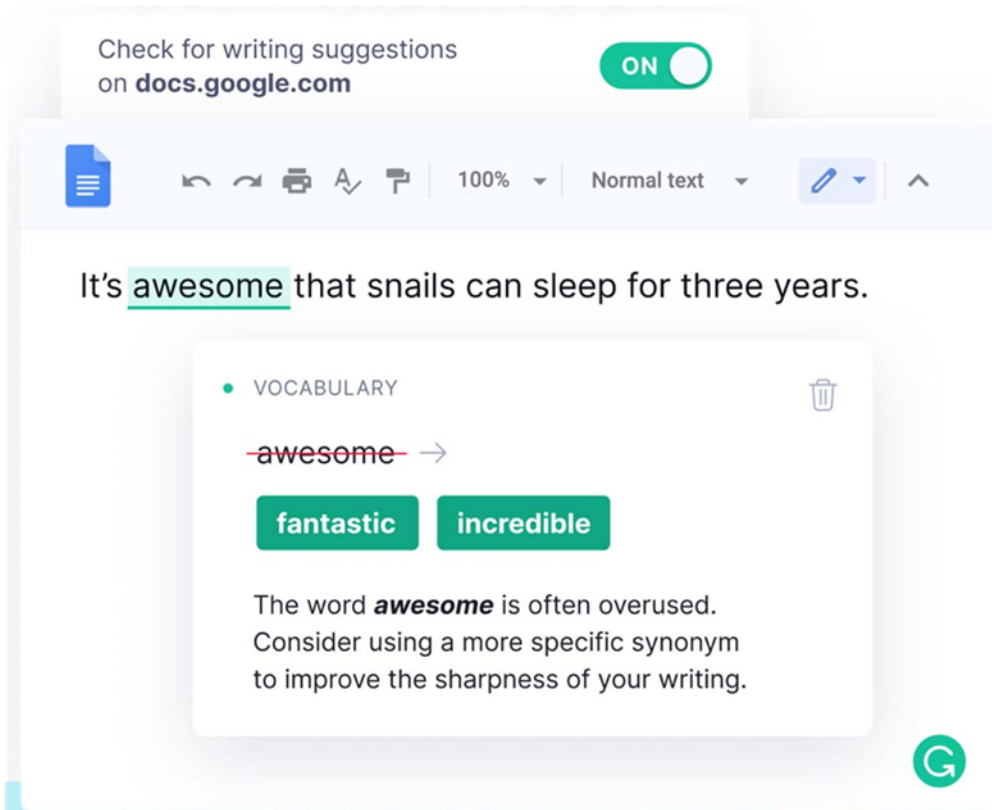 Check for writing suggestions
on docs.google.com
ON
100%
Normal text
It’s awesome that snails can sleep for three years.
VOCABULARY
awesome →
fantastic incredible
The word awesome is often overused.
Consider using a more specific synonym
to improve the sharpness of your writing.